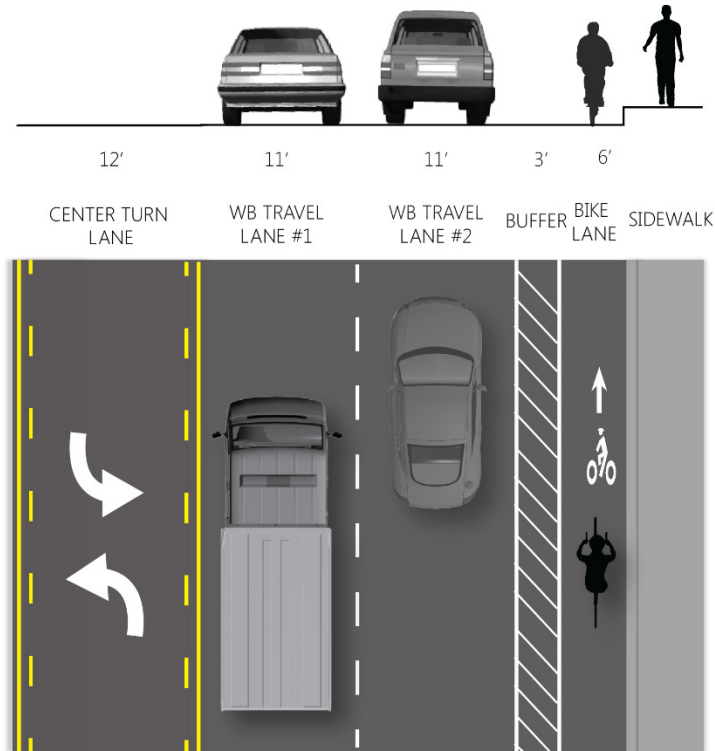 12’
11’
11’
3’
6’
CENTER TURN
LANE
WB TRAVEL
LANE #1
WB TRAVEL
LANE #2
BUFFER
BIKE
LANE
SIDEWALK